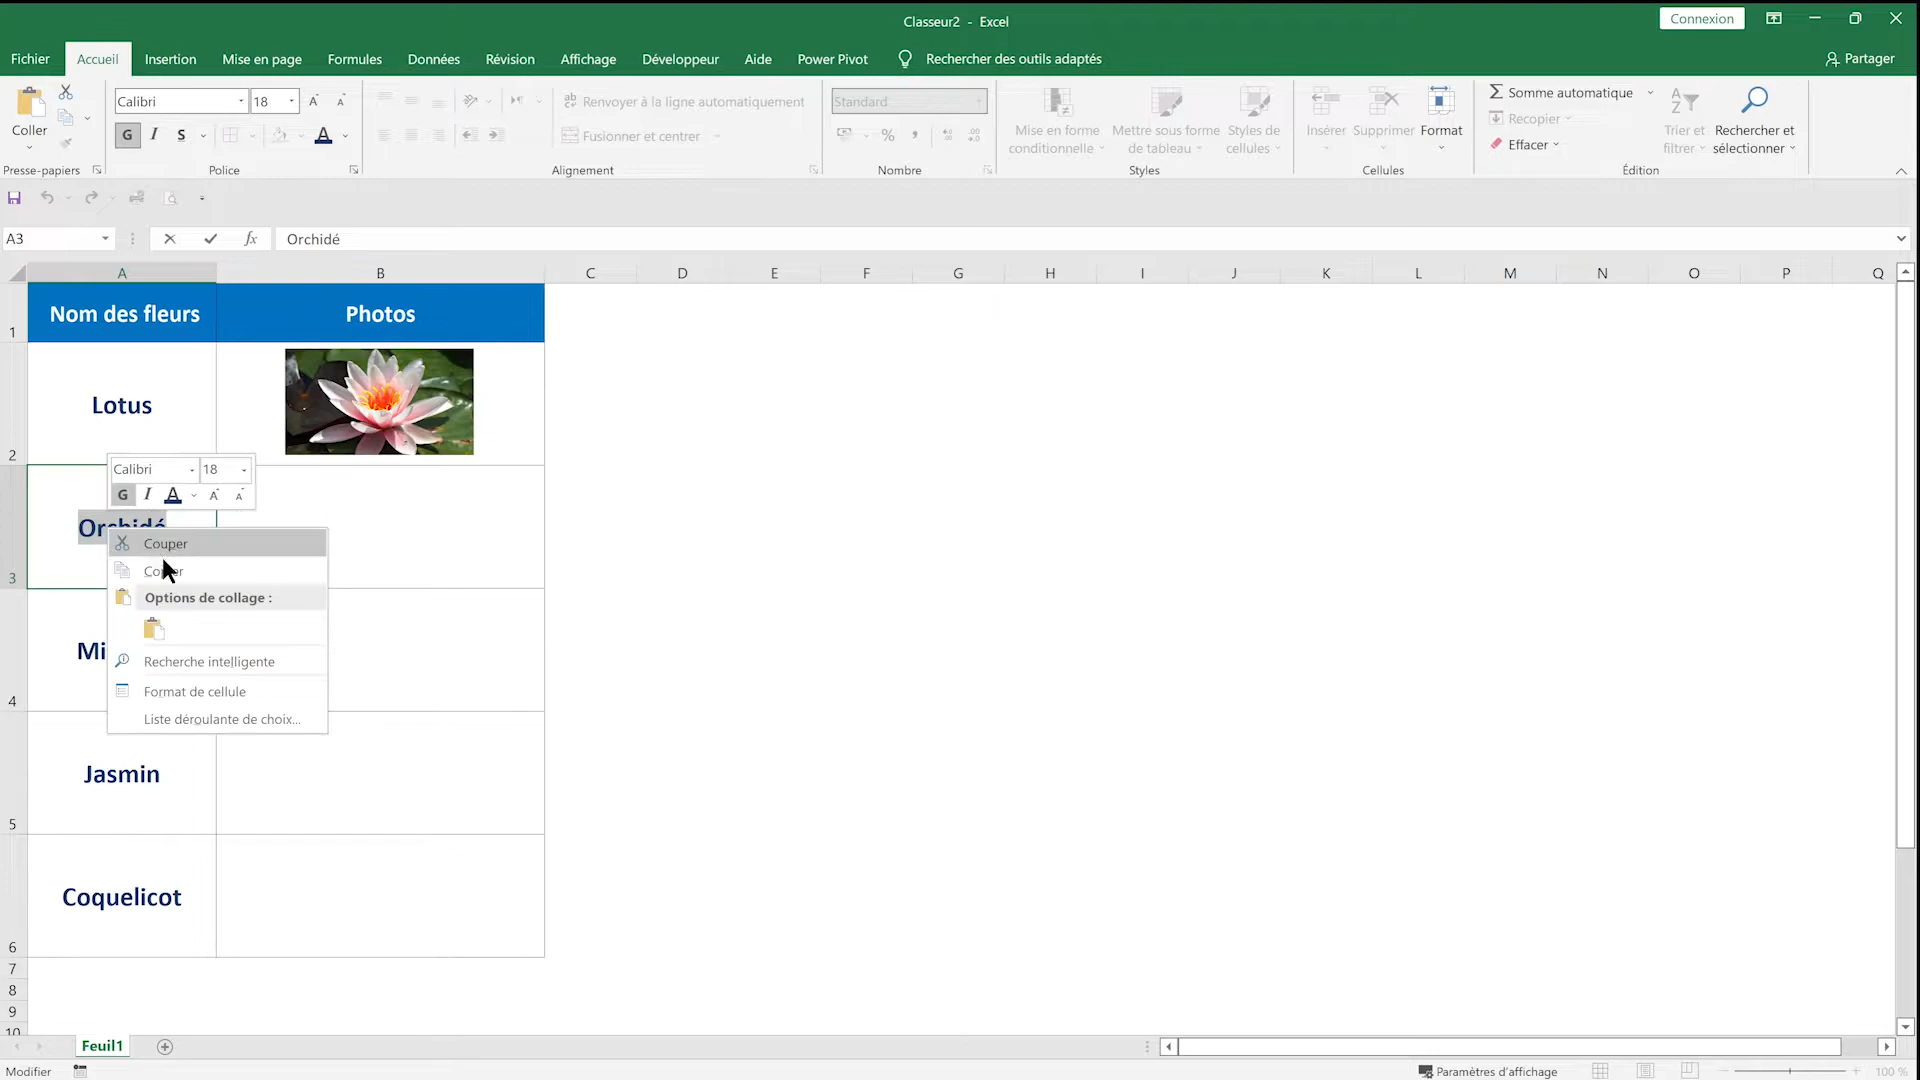 Classeur2 - Excel
Connexion
Fichier Accueil Insertion Mise en page Formules Données Révision Affichage Développeur Aide Power Pivot Rechercher des outils adaptés Partager
Coller
Calibri 18
G I S A
Renvoyer à la ligne automatiquement
Fusionner et centrer
Standard
%
Mise en forme conditionnelle
Mettre sous forme de tableau
Styles de cellules
Insérer Supprimer Format
Somme automatique
Recopier
Effacer
Trier et filtrer
Rechercher et sélectionner
Presse-papiers Police Alignement Nombre Styles Cellules Édition
A3 fx Orchidé
A B C D E F G H I J K L M N O P Q
1 Nom des fleurs Photos
2 Lotus
Calibri 18
G I A
3
Couper
Options de collage :
Recherche intelligente
Format de cellule
Liste déroulante de choix...
4 Mi
5 Jasmin
6 Coquelicot
7
8
9
10
Feuil1
Modifier Paramètres d'affichage 100 %